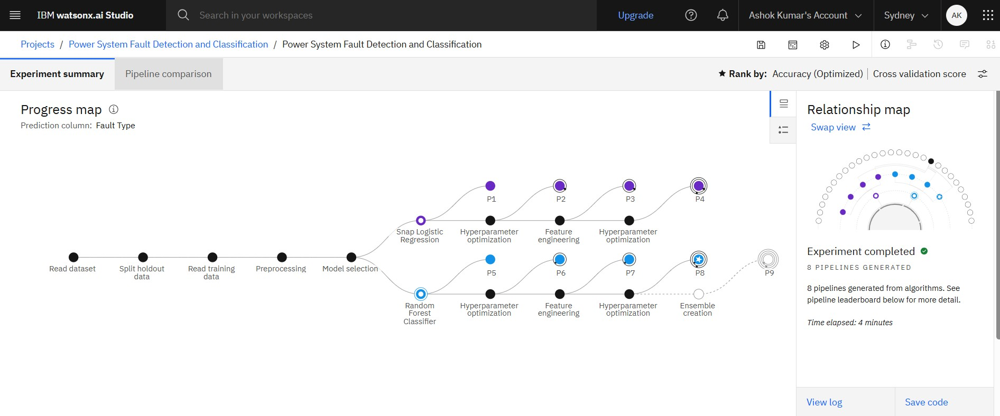 IBM watsonx.ai Studio
Search in your workspaces
Upgrade
Ashok Kumar's Account
Sydney
AK
Projects / Power System Fault Detection and Classification / Power System Fault Detection and Classification
Experiment summary
Pipeline comparison
Rank by: Accuracy (Optimized) | Cross validation score
Progress map
Prediction column: Fault Type
Relationship map
Swap view
P1
P2
P3
P4
Snap Logistic
Regression
Hyperparameter
optimization
Feature
engineering
Hyperparameter
optimization
Read dataset
Split holdout
data
Read training
data
Preprocessing
Model selection
P5
P6
P7
P8
P9
Random
Forest
Classifier
Hyperparameter
optimization
Feature
engineering
Hyperparameter
optimization
Ensemble
creation
Experiment completed
8 PIPELINES GENERATED
8 pipelines generated from algorithms. See
pipeline leaderboard below for more detail.
Time elapsed: 4 minutes
View log
Save code